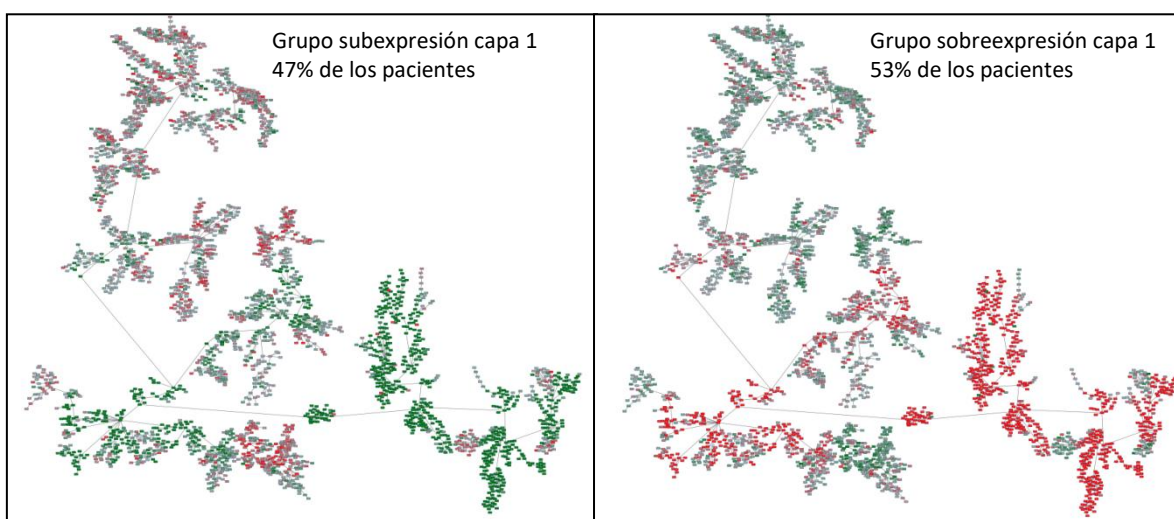 Grupo subexpresión capa 1
47% de los pacientes
Grupo sobreexpresión capa 1
53% de los pacientes